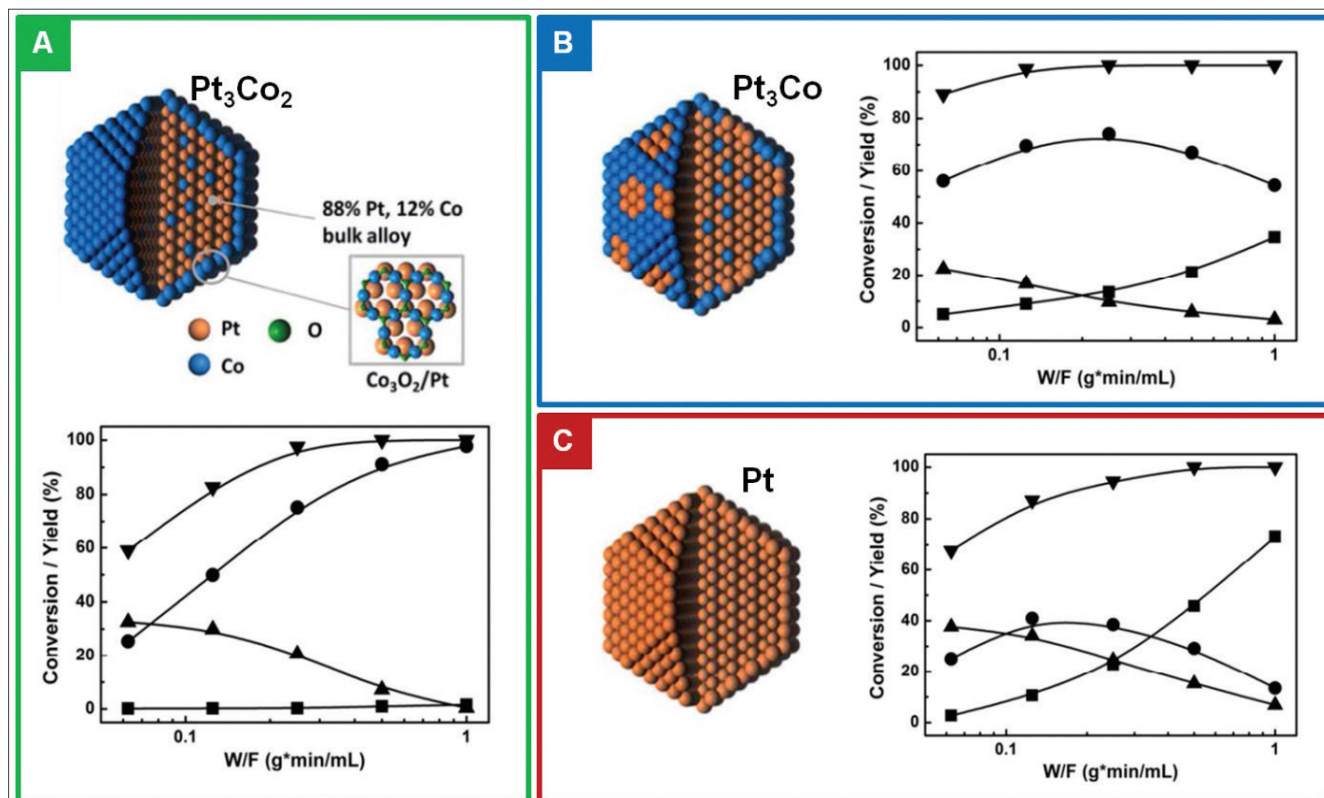 A
Pt₃Co₂
88% Pt, 12% Co
bulk alloy
Pt
O
Co
Co₃O₂/Pt
Conversion / Yield (%)
100
80
60
40
20
0
0.1
1
W/F (g*min/mL)
B
Pt₃Co
Conversion / Yield (%)
100
80
60
40
20
0
0.1
1
W/F (g*min/mL)
C
Pt
Conversion / Yield (%)
100
80
60
40
20
0
0.1
1
W/F (g*min/mL)